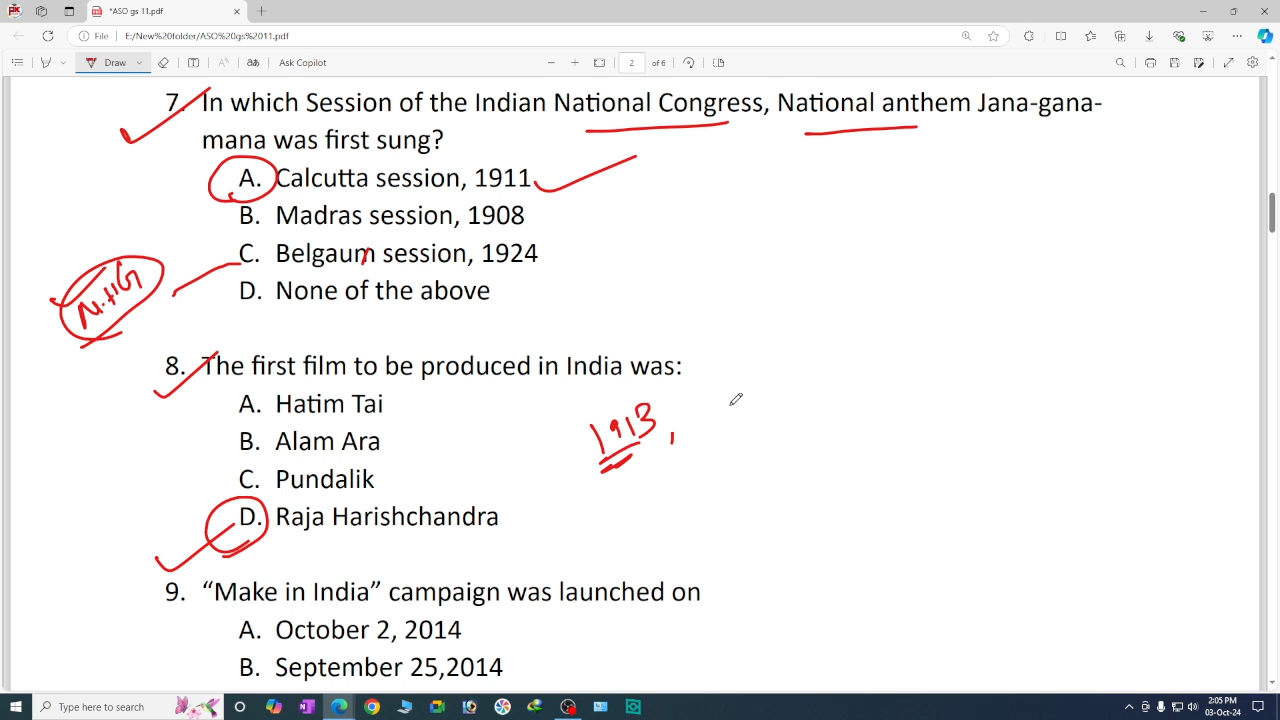 *ASO gs 11.pdf
File
E:/New%20folder/ASO%20gs%2011.pdf
Draw
Ask Copilot
2
of 6
7. In which Session of the Indian National Congress, National anthem Jana-gana-
mana was first sung?
A. Calcutta session, 1911
B. Madras session, 1908
C. Belgaum session, 1924
D. None of the above
8. The first film to be produced in India was:
A. Hatim Tai
B. Alam Ara
C. Pundalik
D. Raja Harishchandra
1913,
9. “Make in India” campaign was launched on
A. October 2, 2014
B. September 25,2014
Type here to search
2:05 PM
03-Oct-24